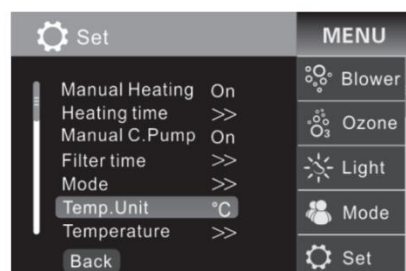 Set
Manual Heating On
Heating time >>
Manual C.Pump On
Filter time >>
Mode >>
Temp.Unit °C
Temperature >>
Back
MENU
Blower
O₃ Ozone
Light
Mode
Set